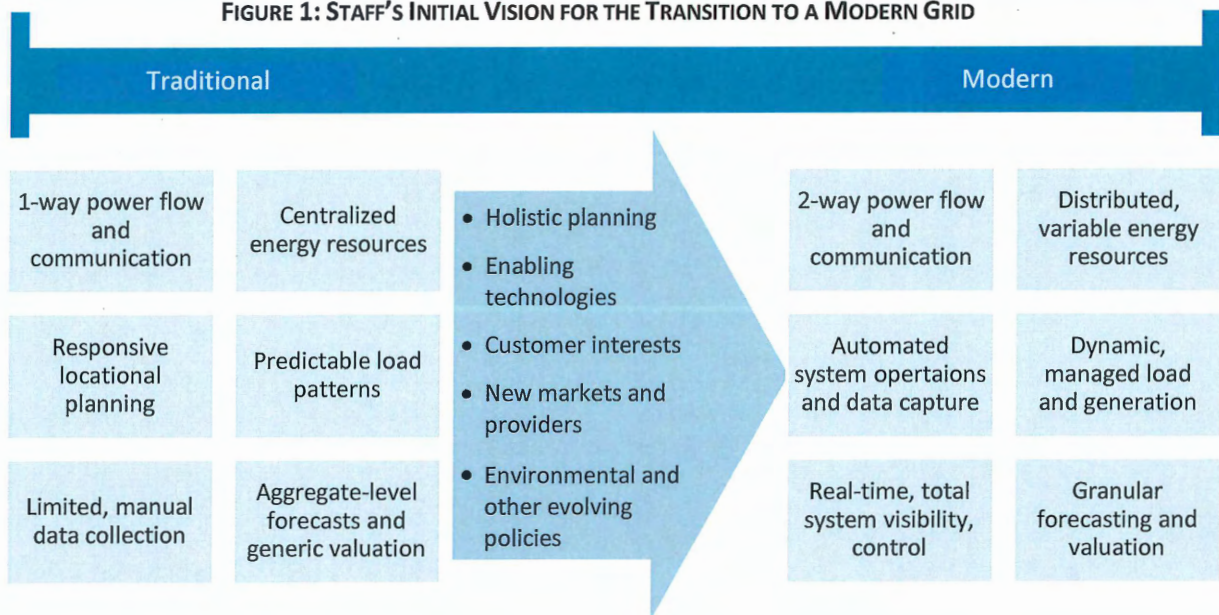 FIGURE 1: STAFF'S INITIAL VISION FOR THE TRANSITION TO A MODERN GRID
Traditional
Modern
1-way power flow
and
communication
Centralized
energy resources
Responsive
locational
planning
Predictable load
patterns
Limited, manual
data collection
Aggregate-level
forecasts and
generic valuation
• Holistic planning
• Enabling
technologies
• Customer interests
• New markets and
providers
• Environmental and
other evolving
policies
2-way power flow
and
communication
Distributed,
variable energy
resources
Automated
system opertaions
and data capture
Dynamic,
managed load
and generation
Real-time, total
system visibility,
control
Granular
forecasting and
valuation